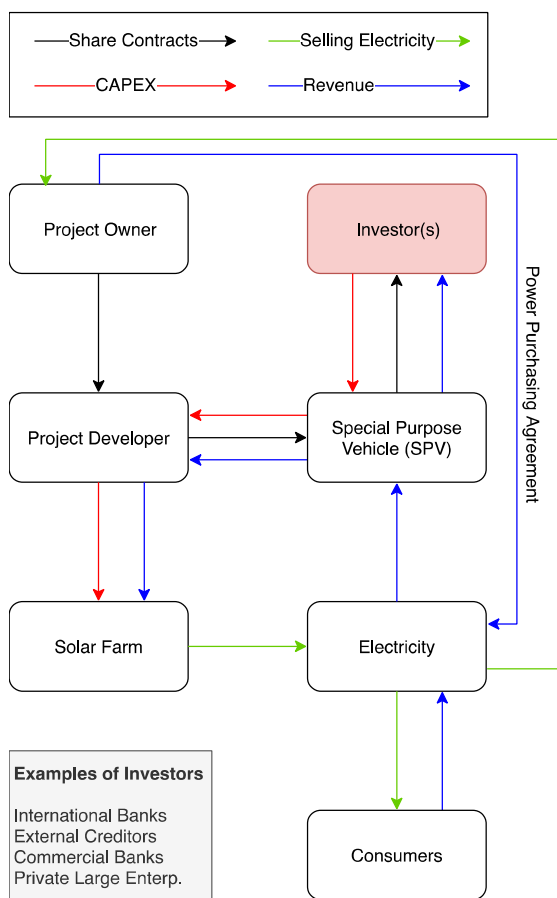 Share Contracts
Selling Electricity
CAPEX
Revenue
Project Owner
Investor(s)
Power Purchasing Agreement
Project Developer
Special Purpose
Vehicle (SPV)
Solar Farm
Electricity
Examples of Investors
International Banks
External Creditors
Commercial Banks
Private Large Enterp.
Consumers